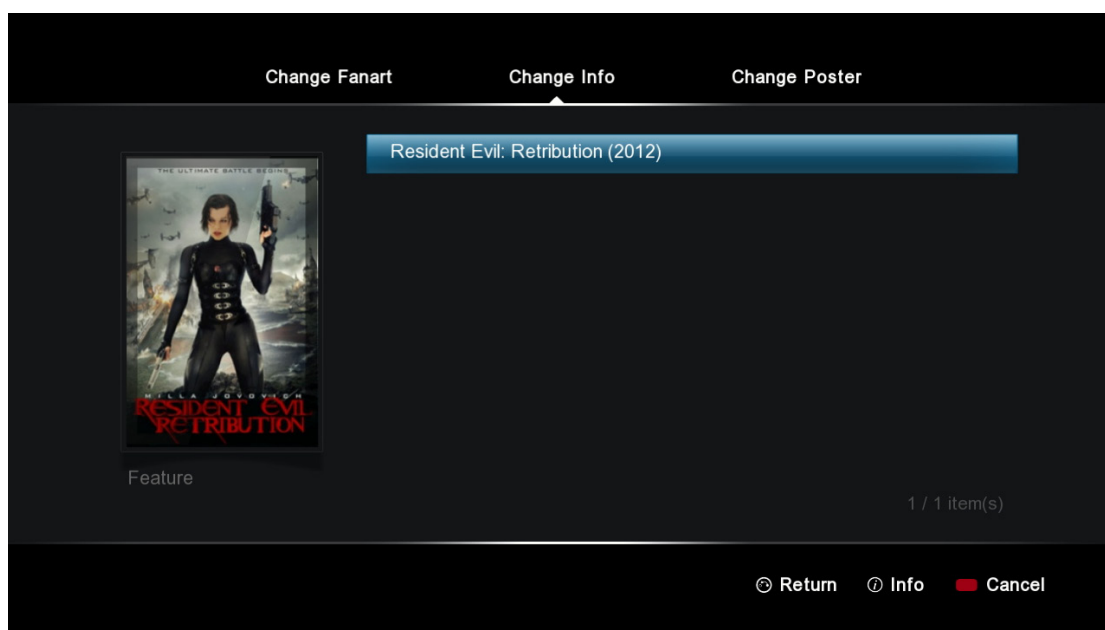 Change Fanart Change Info Change Poster
Resident Evil: Retribution (2012)
THE ULTIMATE BATTLE BEGINS
MILLA JOVOVICH
RESIDENT EVIL
RETRIBUTION
Feature
1 / 1 item(s)
Return Info Cancel